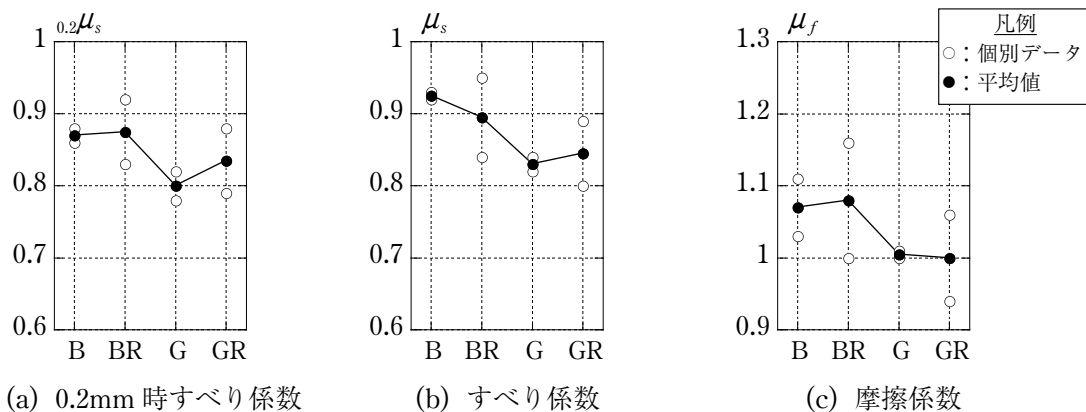 0.2μs
1
0.9
0.8
0.7
0.6
B BR G GR
(a) 0.2mm 時すべり係数
μs
1
0.9
0.8
0.7
0.6
B BR G GR
(b) すべり係数
μf
1.3
1.2
1.1
1
0.9
B BR G GR
(c) 摩擦係数
凡例
○：個別データ
●：平均値